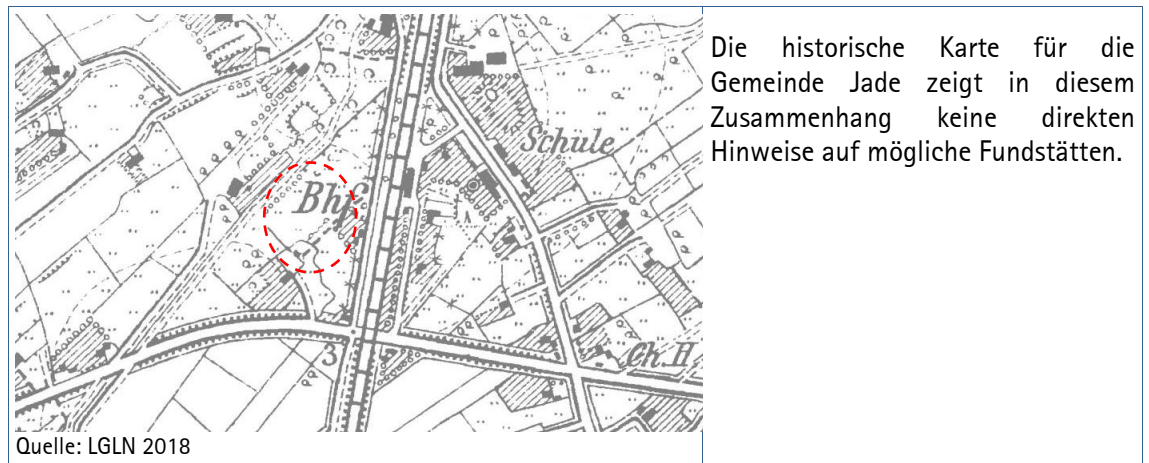 Schule
Bhf
3
Ch. H.
Quelle: LGLN 2018
Die historische Karte für die
Gemeinde Jade zeigt in diesem
Zusammenhang keine direkten
Hinweise auf mögliche Fundstätten.